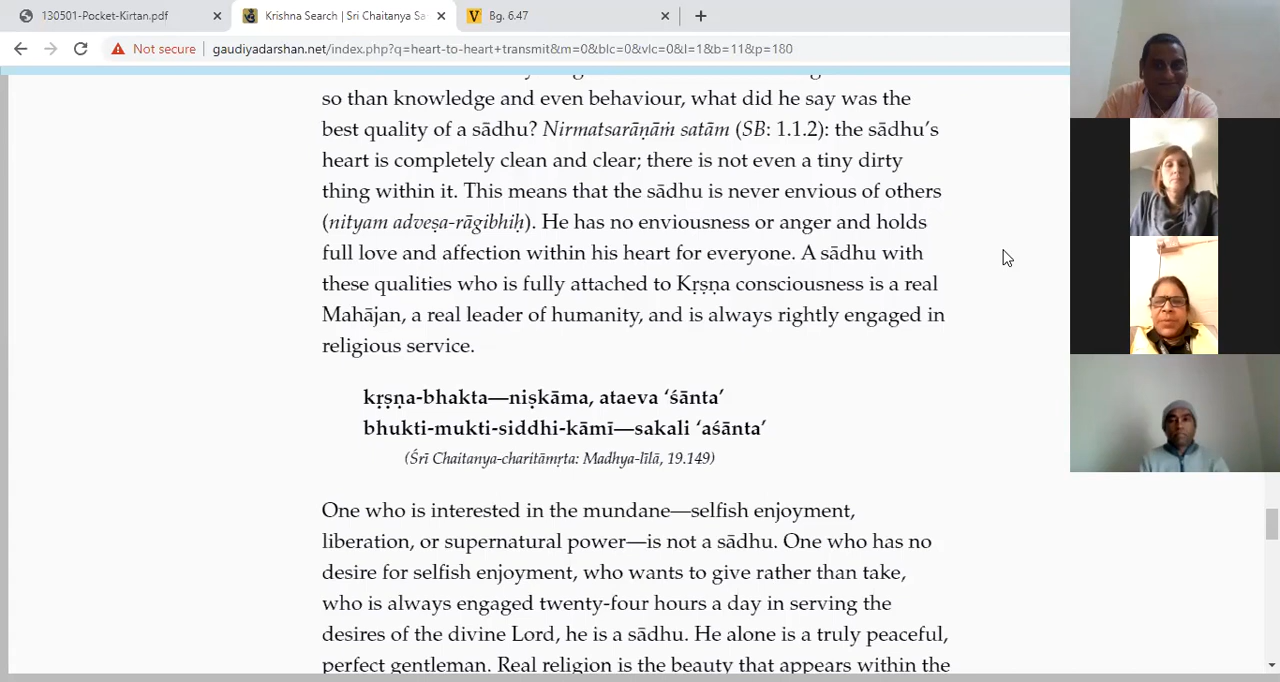 130501-Pocket-Kirtan.pdf
Krishna Search | Sri Chaitanya Sa
Bg. 6.47
Not secure
gaudiyadarshan.net/index.php?q=heart-to-heart+transmit&m=0&blc=0&vlc=0&l=1&b=11&p=180
so than knowledge and even behaviour, what did he say was the
best quality of a sādhu? Nirmatsarāṇāṁ satām (SB: 1.1.2): the sādhu's
heart is completely clean and clear; there is not even a tiny dirty
thing within it. This means that the sādhu is never envious of others
(nityam adveṣa-rāgibhiḥ). He has no enviousness or anger and holds
full love and affection within his heart for everyone. A sādhu with
these qualities who is fully attached to Kṛṣṇa consciousness is a real
Mahājan, a real leader of humanity, and is always rightly engaged in
religious service.
kṛṣṇa-bhakta—niṣkāma, ataeva 'śānta'
bhukti-mukti-siddhi-kāmī—sakali 'aśānta'
(Śrī Chaitanya-charitāmṛta: Madhya-līlā, 19.149)
One who is interested in the mundane—selfish enjoyment,
liberation, or supernatural power—is not a sādhu. One who has no
desire for selfish enjoyment, who wants to give rather than take,
who is always engaged twenty-four hours a day in serving the
desires of the divine Lord, he is a sādhu. He alone is a truly peaceful,
perfect gentleman. Real religion is the beauty that appears within the